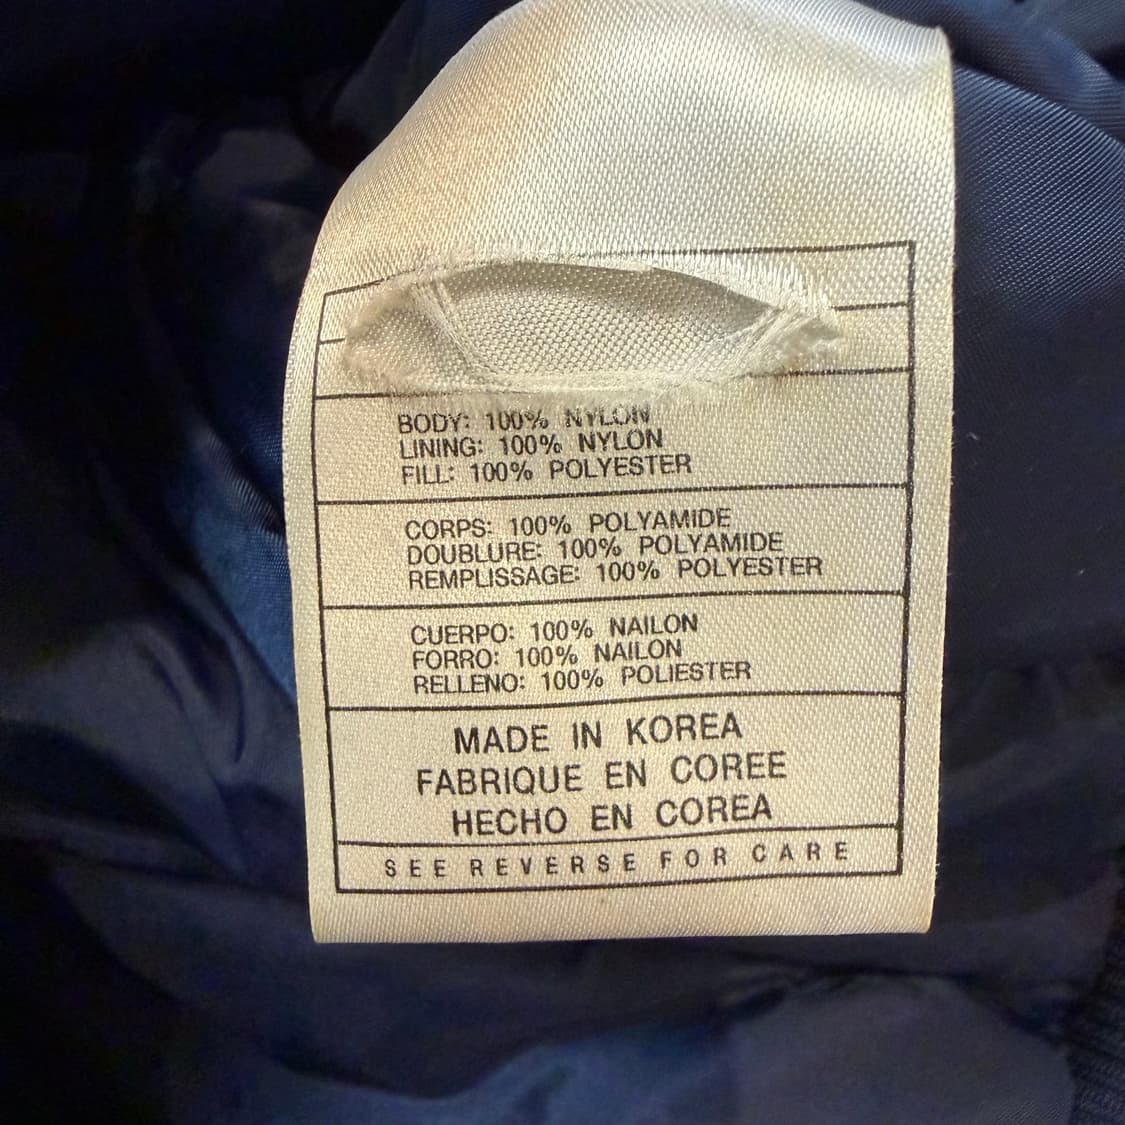 BODY: 100% NYLON
LINING: 100% NYLON
FILL: 100% POLYESTER
CORPS: 100% POLYAMIDE
DOUBLURE: 100% POLYAMIDE
REMPLISSAGE: 100% POLYESTER
CUERPO: 100% NAILON
FORRO: 100% NAILON
RELLENO: 100% POLIESTER
MADE IN KOREA
FABRIQUE EN COREE
HECHO EN COREA
SEE REVERSE FOR CARE